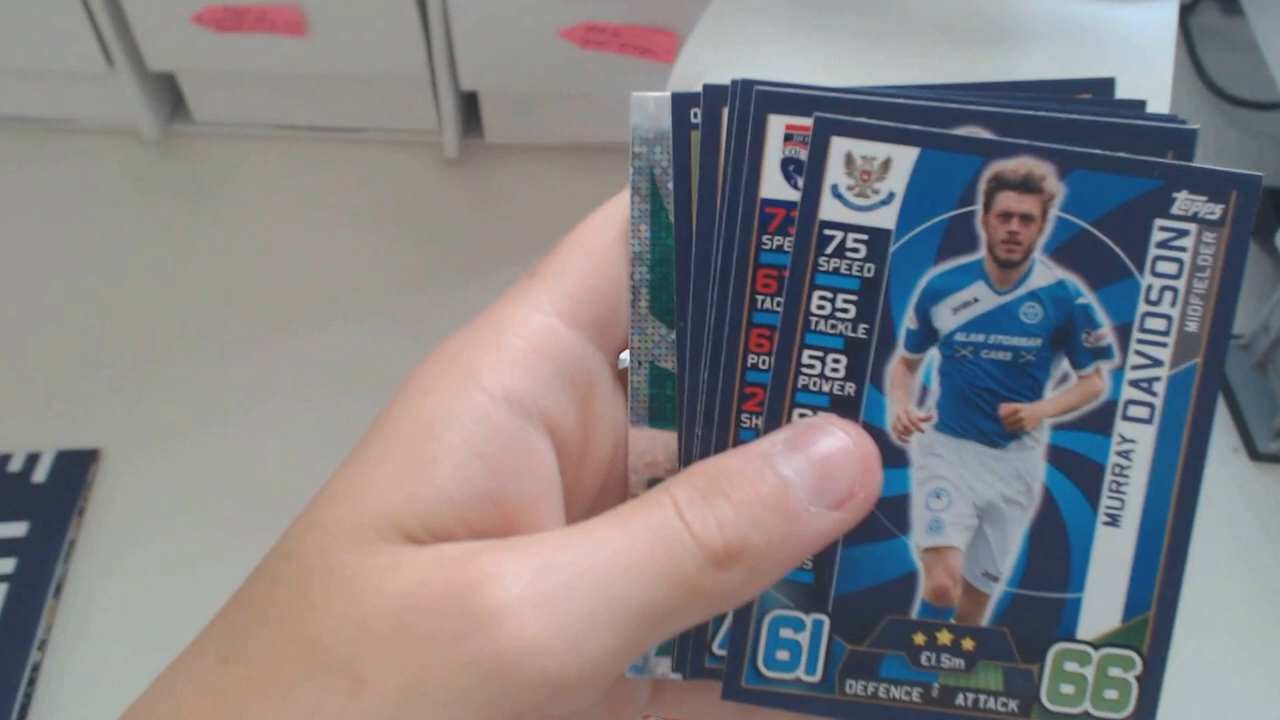 TOPPS
75
SPEED
65
TACKLE
58
POWER
MURRAY DAVIDSON
MIDFIELDER
ALAN STORRAR
CARS
JOMA
61
66
£1.5m
DEFENCE
ATTACK
SPE
TAC
PO
SH